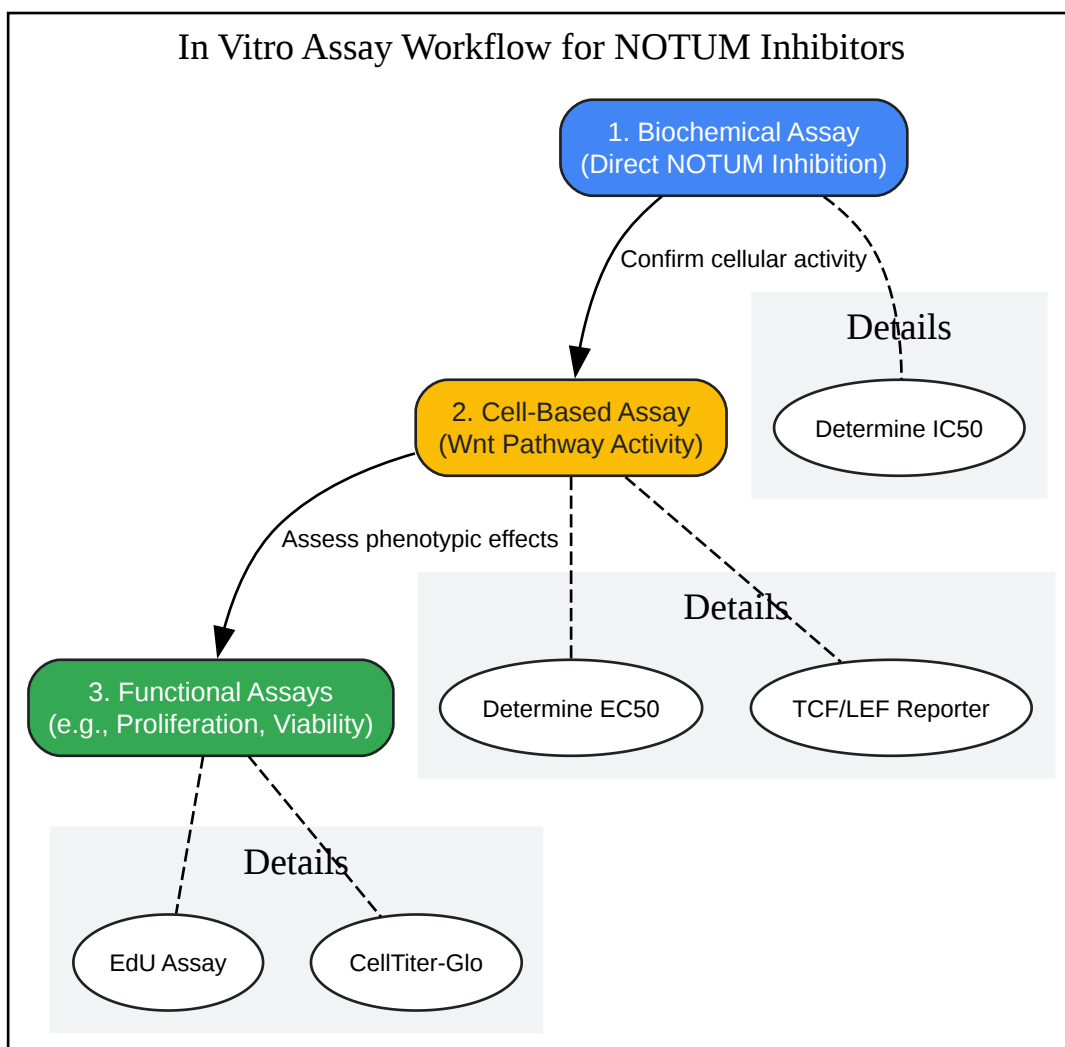 In Vitro Assay Workflow for NOTUM Inhibitors
1. Biochemical Assay
(Direct NOTUM Inhibition)
Confirm cellular activity
Details
Determine IC50
2. Cell-Based Assay
(Wnt Pathway Activity)
Assess phenotypic effects
Details
Determine EC50
TCF/LEF Reporter
3. Functional Assays
(e.g., Proliferation, Viability)
Details
EdU Assay
CellTiter-Glo